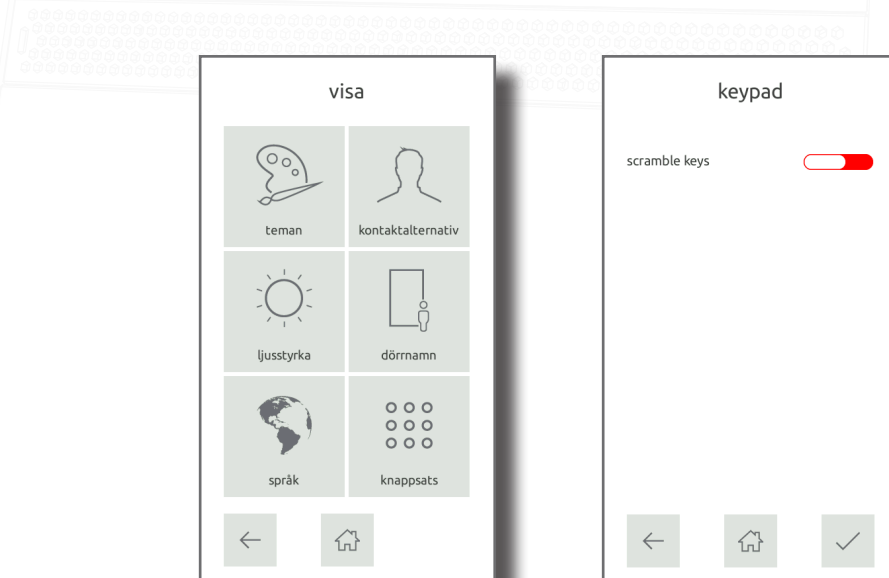 visa
teman
kontaktalternativ
ljusstyrka
dörrnamn
språk
knappsats
keypad
scramble keys